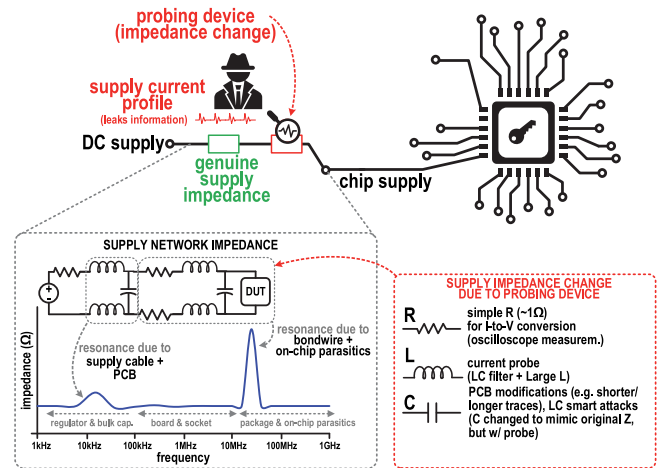 probing device
(impedance change)
supply current
profile
(leaks information)
DC supply
genuine
supply
impedance
chip supply
SUPPLY NETWORK IMPEDANCE
+
-
DUT
resonance due to
supply cable +
PCB
resonance due to
bondwire +
on-chip parasitics
impedance (Ω)
regulator & bulk cap.
board & socket
package & on-chip parasitics
1kHz 10kHz 100kHz 1MHz 10MHz 100MHz 1GHz
frequency
SUPPLY IMPEDANCE CHANGE
DUE TO PROBING DEVICE
R
simple R (~1Ω)
for I-to-V conversion
(oscilloscope measurem.)
L
current probe
(LC filter + Large L)
C
PCB modifications (e.g. shorter/
longer traces), LC smart attacks
(C changed to mimic original Z,
but w/ probe)